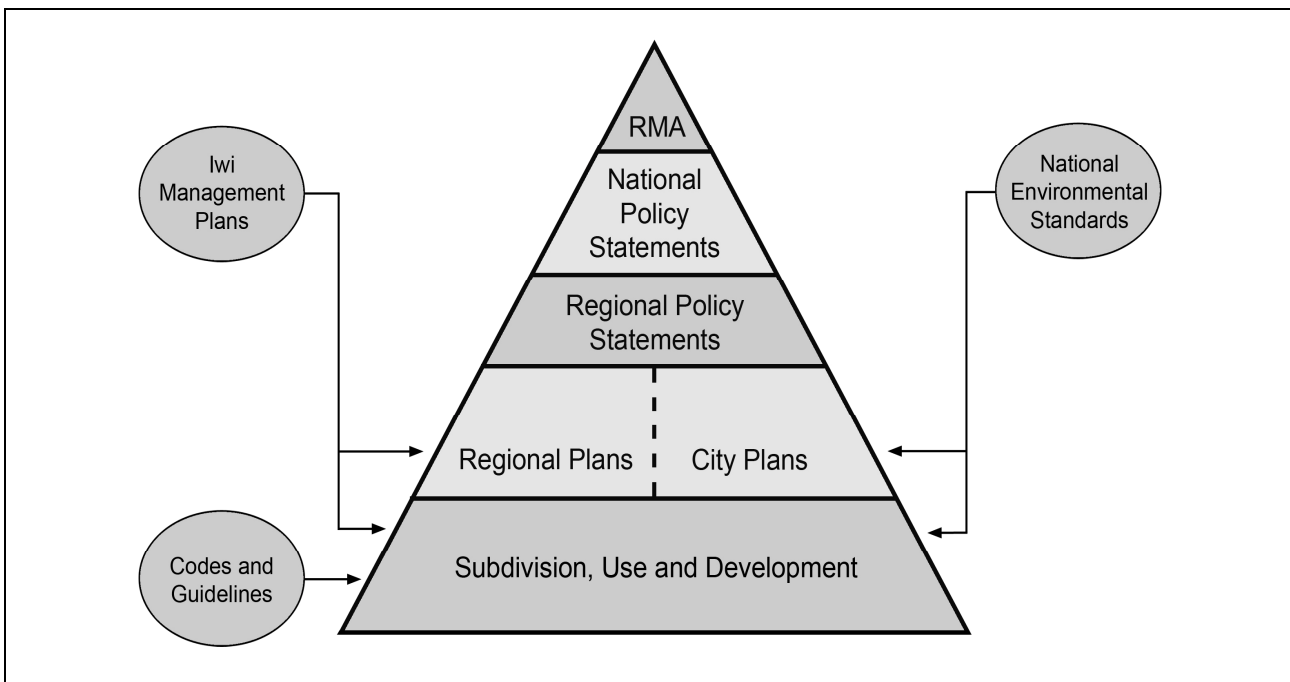 RMA
National
Policy
Statements
Regional Policy
Statements
Regional Plans
City Plans
Subdivision, Use and Development
Iwi
Management
Plans
Codes and
Guidelines
National
Environmental
Standards